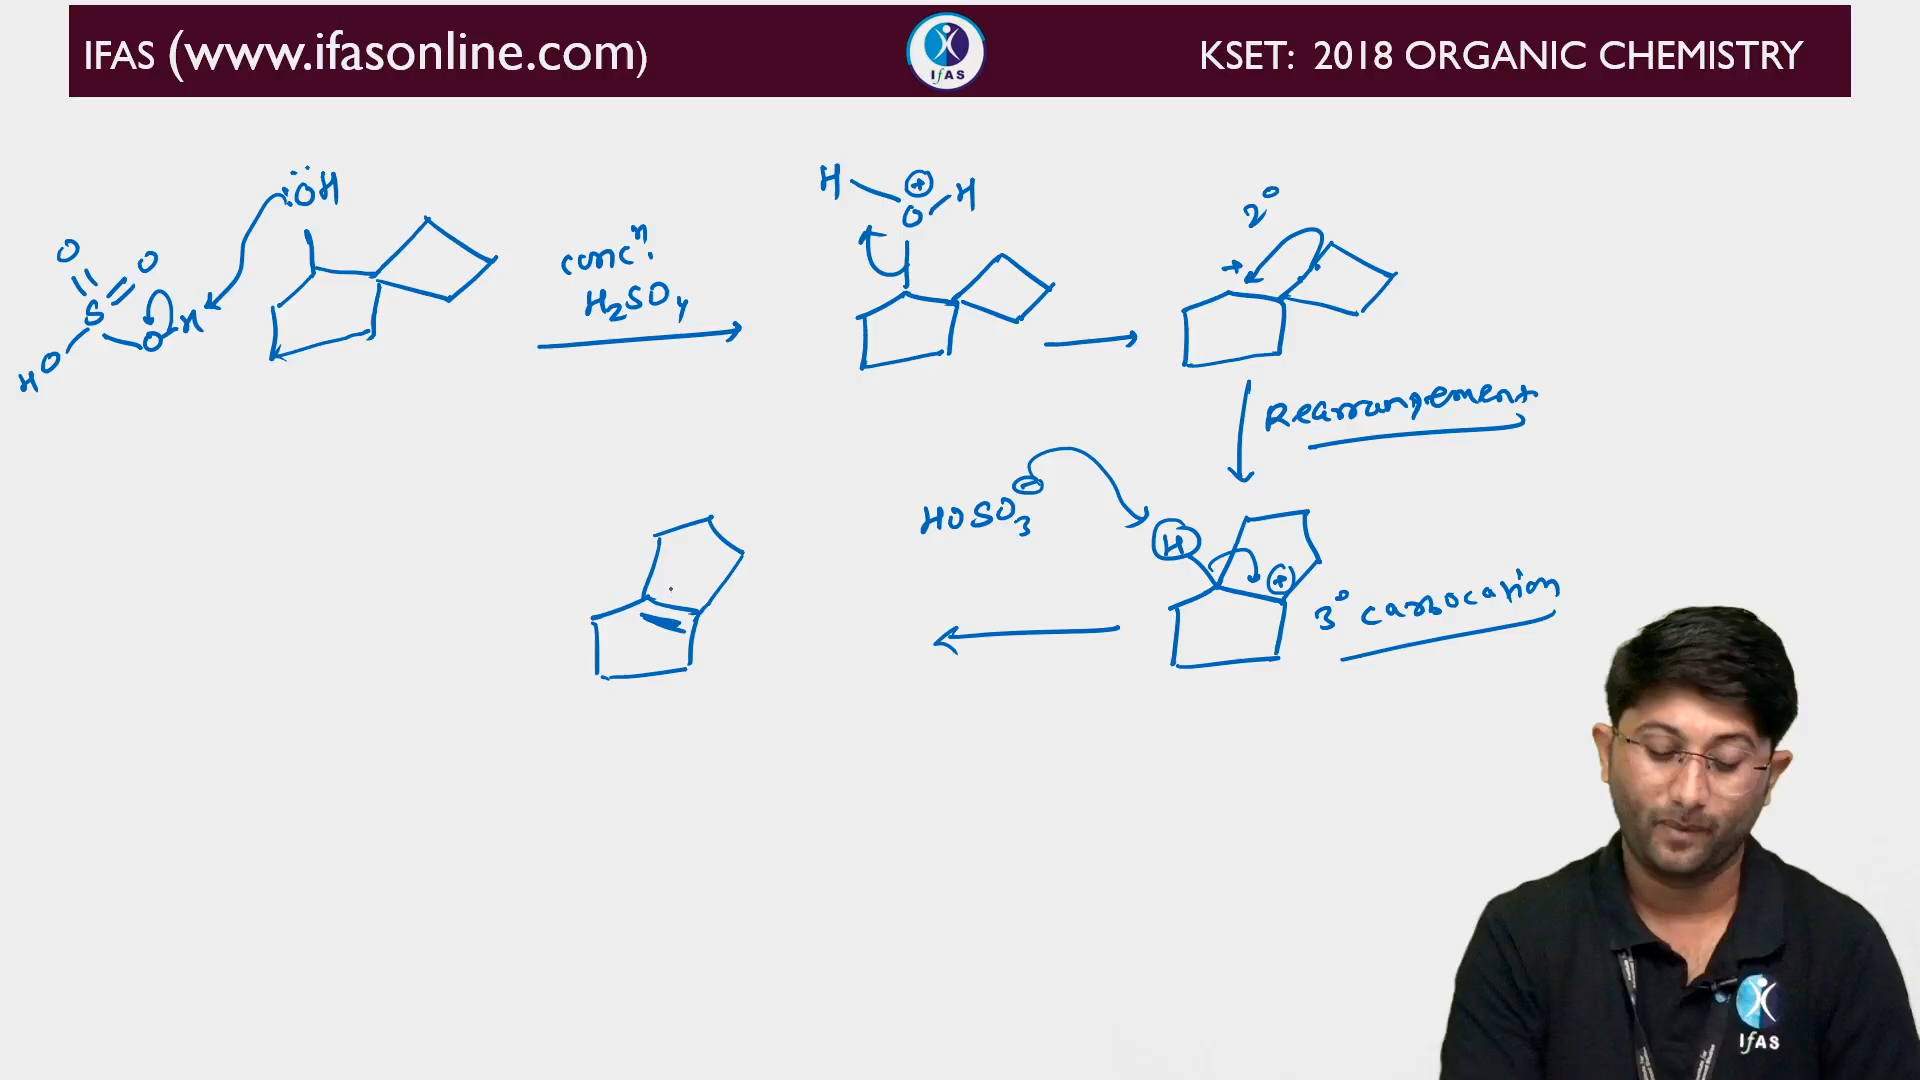 IFAS (www.ifasonline.com)
IFAS
KSET: 2018 ORGANIC CHEMISTRY
:ÖH
O
O
S
O
H
HO
concⁿ.
H₂SO₄
H
⊕
O
H
2°
+
Rearrangement
HOSO₃⊖
H
⊕
3° carbocation
IFAS